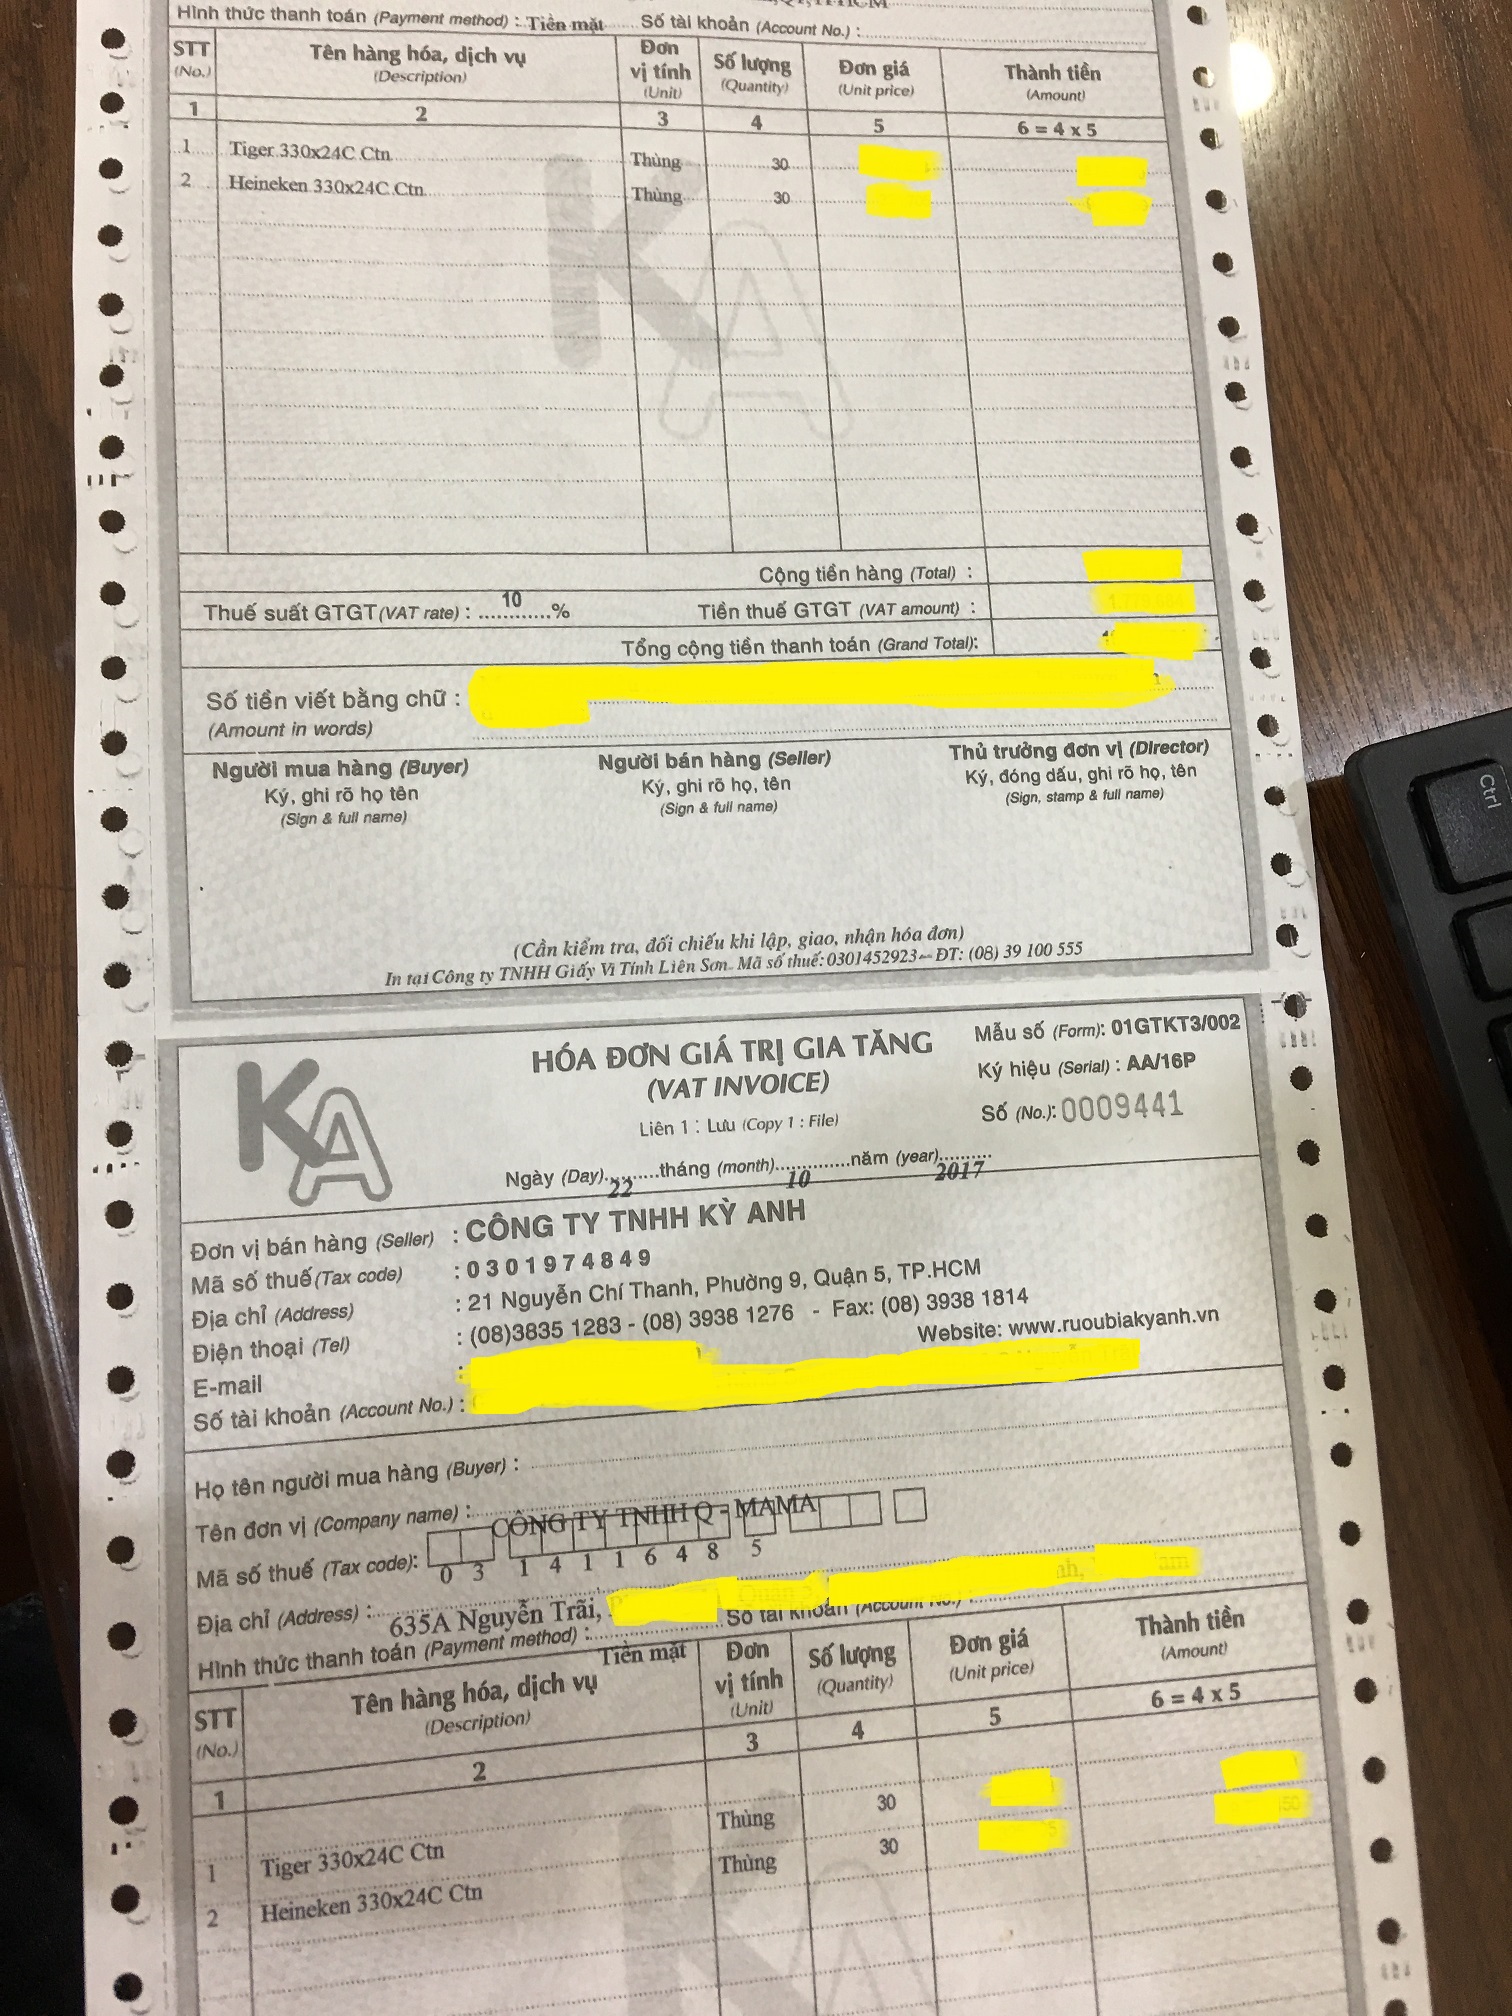 Hình thức thanh toán (Payment method) : Tiền mặt Số tài khoản (Account No.) :
STT Tên hàng hóa, dịch vụ Đơn vị tính Số lượng Đơn giá Thành tiền
(No.) (Description) (Unit) (Quantity) (Unit price) (Amount)
1 2 3 4 5 6 = 4 x 5
1 Tiger 330x24C Ctn Thùng 30
2 Heineken 330x24C Ctn Thùng 30
KA
Cộng tiền hàng (Total) :
Thuế suất GTGT (VAT rate) : 10 % Tiền thuế GTGT (VAT amount) :
Tổng cộng tiền thanh toán (Grand Total):
Số tiền viết bằng chữ :
(Amount in words)
Người mua hàng (Buyer) Người bán hàng (Seller) Thủ trưởng đơn vị (Director)
Ký, ghi rõ họ tên Ký, ghi rõ họ, tên Ký, đóng dấu, ghi rõ họ, tên
(Sign & full name) (Sign & full name) (Sign, stamp & full name)
(Cần kiểm tra, đối chiếu khi lập, giao, nhận hóa đơn)
In tại Công ty TNHH Giấy Vi Tính Liên Sơn. Mã số thuế: 0301452923 – ĐT: (08) 39 100 555
KA
HÓA ĐƠN GIÁ TRỊ GIA TĂNG Mẫu số (Form): 01GTKT3/002
(VAT INVOICE) Ký hiệu (Serial) : AA/16P
Liên 1 : Lưu (Copy 1 : File) Số (No.): 0009441
Ngày (Day) 22 tháng (month) 10 năm (year) 2017
Đơn vị bán hàng (Seller) : CÔNG TY TNHH KỲ ANH
Mã số thuế (Tax code) : 0301974849
Địa chỉ (Address) : 21 Nguyễn Chí Thanh, Phường 9, Quận 5, TP.HCM
Điện thoại (Tel) : (08)3835 1283 - (08) 3938 1276 - Fax: (08) 3938 1814
E-mail : Website: www.ruoubiakyanh.vn
Số tài khoản (Account No.) :
Họ tên người mua hàng (Buyer) :
Tên đơn vị (Company name) : CÔNG TY TNHH Q - MAMA
Mã số thuế (Tax code): 0 3 1 4 1 1 6 4 8 5
Địa chỉ (Address) : 635A Nguyễn Trãi,
Hình thức thanh toán (Payment method) : Tiền mặt Số tài khoản (Account No.) :
STT Tên hàng hóa, dịch vụ Đơn vị tính Số lượng Đơn giá Thành tiền
(No.) (Description) (Unit) (Quantity) (Unit price) (Amount)
1 2 3 4 5 6 = 4 x 5
1 Tiger 330x24C Ctn Thùng 30
2 Heineken 330x24C Ctn Thùng 30
Ctrl